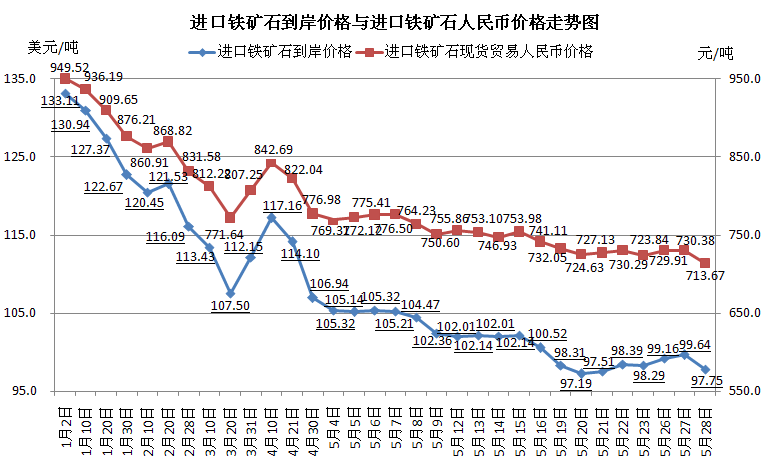 进口铁矿石到岸价格与进口铁矿石人民币价格走势图
美元/吨
进口铁矿石到岸价格 进口铁矿石现货贸易人民币价格
元/吨
135.0
125.0
115.0
105.0
95.0
950.0
850.0
750.0
650.0
550.0
949.52
936.19
909.65
876.21
860.91
868.82
831.58
812.28
771.64
807.25
842.69
822.04
776.98
769.37
772.12
775.41
776.50
764.23
750.60
755.86
753.10
746.93
753.98
741.11
732.05
724.63
727.13
730.29
723.84
729.91
730.38
713.67
133.11
130.94
127.37
122.67
120.45
121.53
116.09
113.43
107.50
112.15
117.16
114.10
106.94
105.32
105.14
105.32
105.21
104.47
102.36
102.01
102.14
102.01
102.14
100.52
98.31
97.19
97.51
98.39
98.29
99.16
99.64
97.75
1月2日
1月10日
1月20日
1月30日
2月10日
2月20日
2月28日
3月10日
3月20日
3月31日
4月10日
4月21日
4月30日
5月4日
5月5日
5月6日
5月7日
5月8日
5月9日
5月12日
5月13日
5月14日
5月15日
5月16日
5月19日
5月20日
5月21日
5月22日
5月23日
5月26日
5月27日
5月28日